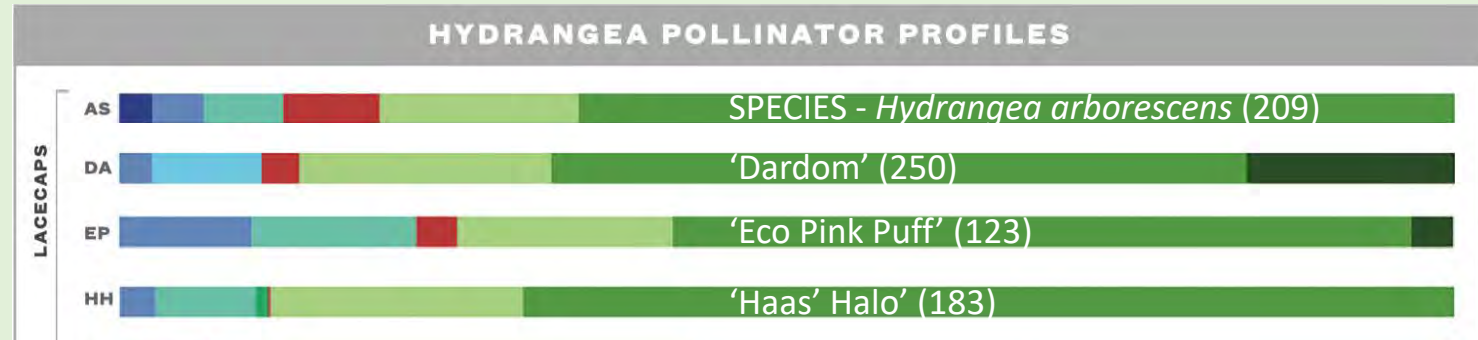 HYDRANGEA POLLINATOR PROFILES
LACECAPS
AS SPECIES - Hydrangea arborescens (209)
DA ‘Dardom’ (250)
EP ‘Eco Pink Puff’ (123)
HH ‘Haas’ Halo’ (183)